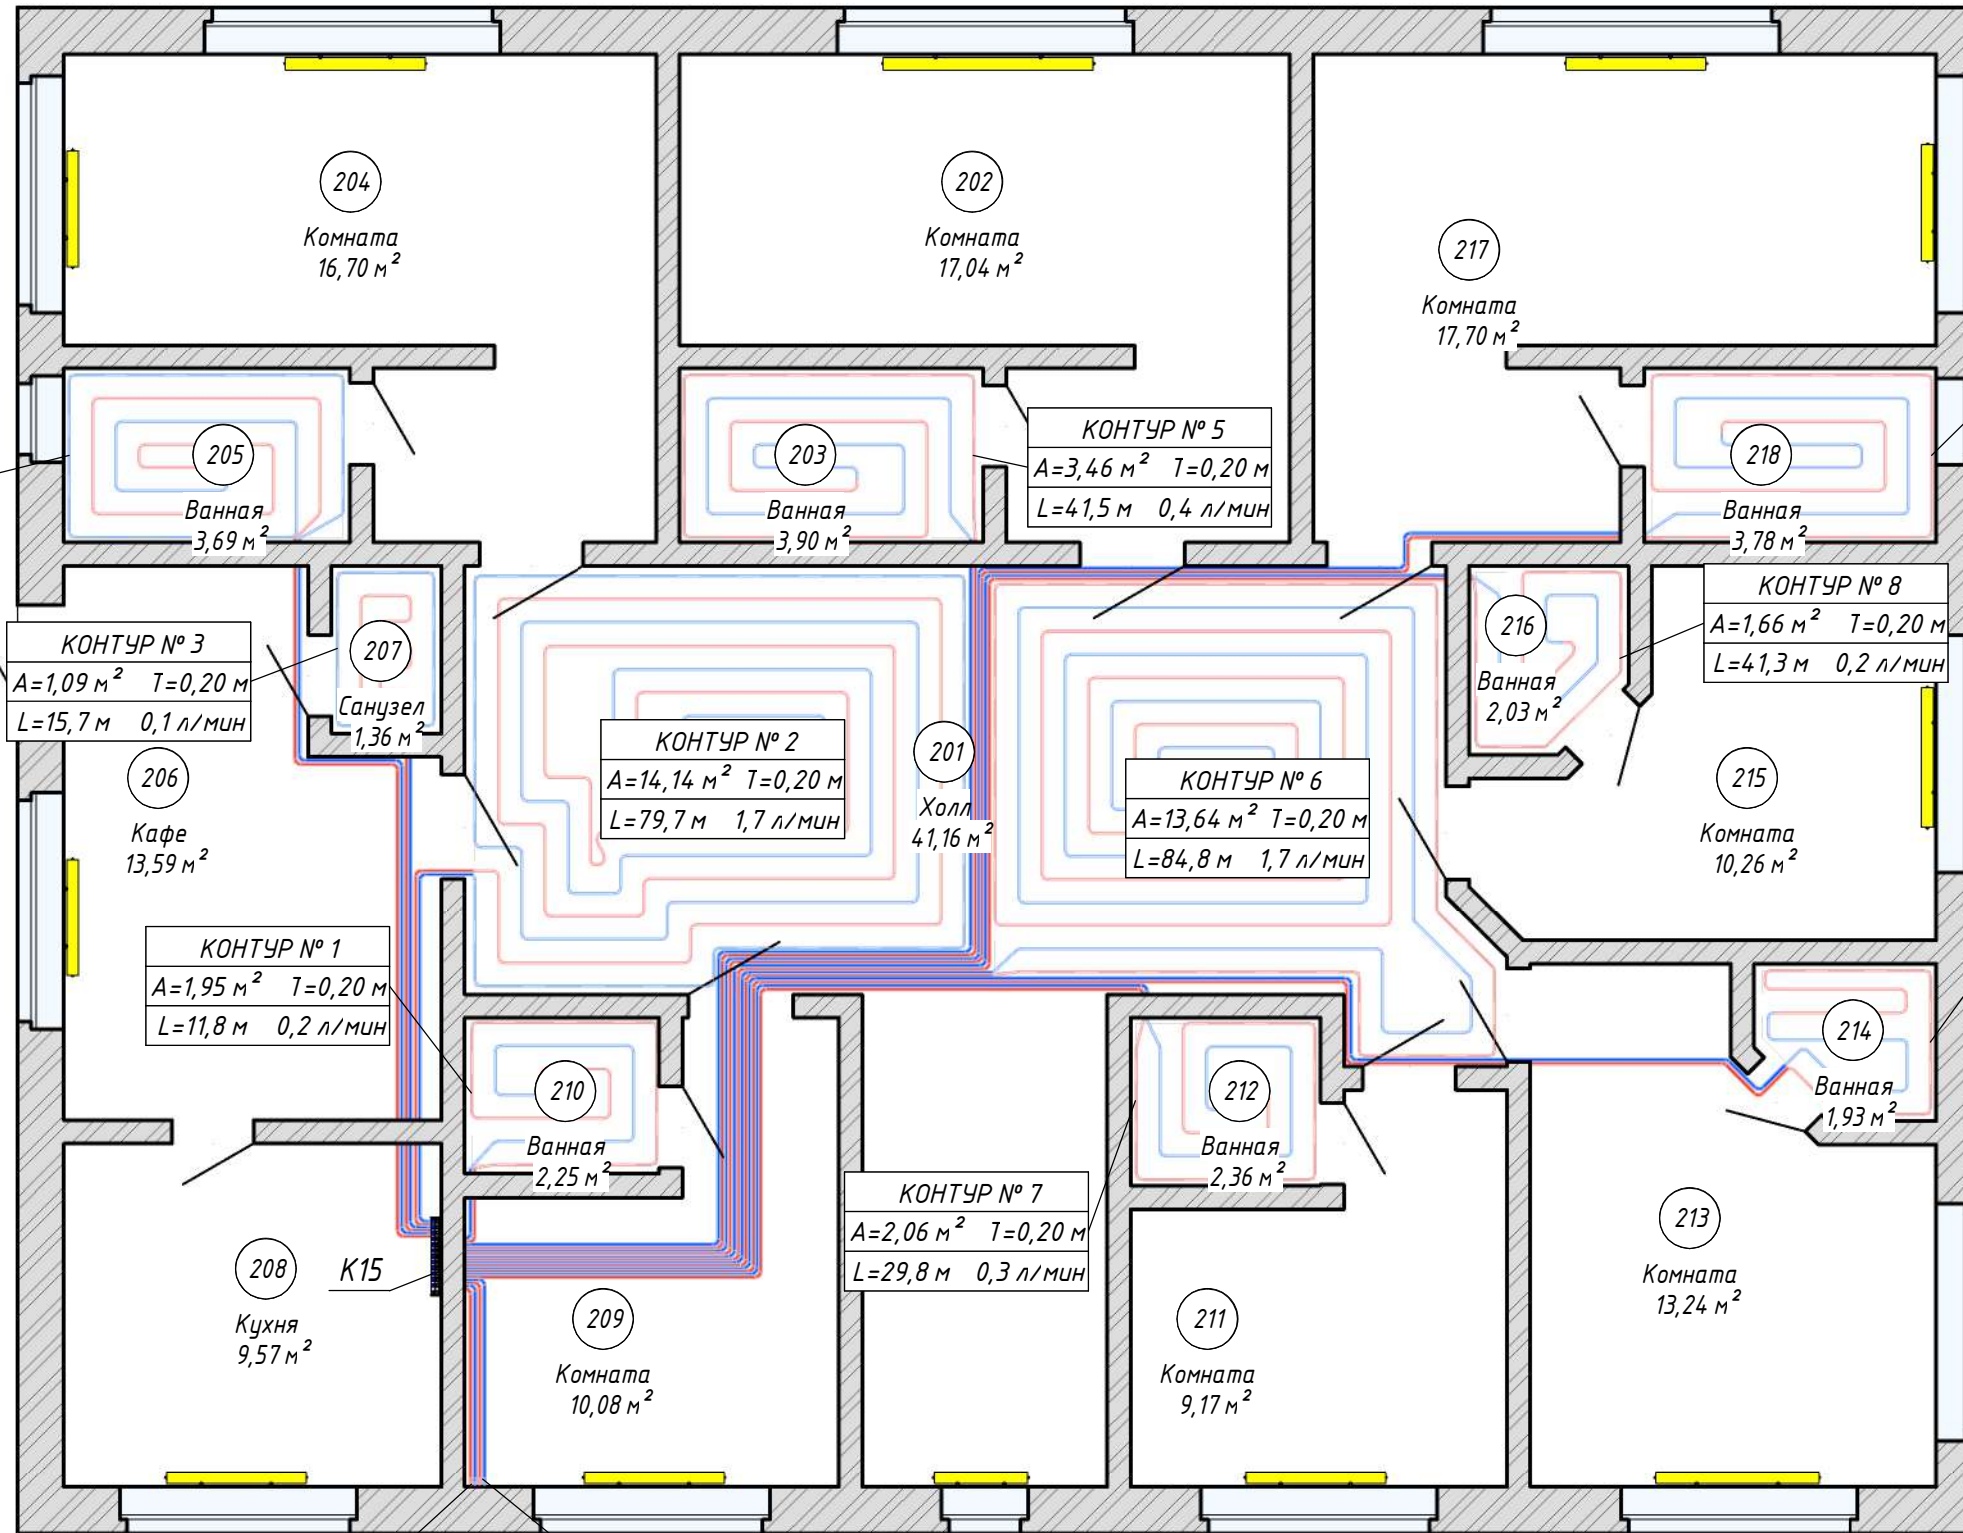 204
Комната
16,70 м²
202
Комната
17,04 м²
217
Комната
17,70 м²
205
Ванная
3,69 м²
203
Ванная
3,90 м²
КОНТУР № 5
A=3,46 м² T=0,20 м
L=41,5 м 0,4 л/мин
218
Ванная
3,78 м²
КОНТУР № 3
A=1,09 м² T=0,20 м
L=15,7 м 0,1 л/мин
207
Санузел
1,36 м²
216
Ванная
2,03 м²
КОНТУР № 8
A=1,66 м² T=0,20 м
L=41,3 м 0,2 л/мин
206
Кафе
13,59 м²
КОНТУР № 2
A=14,14 м² T=0,20 м
L=79,7 м 1,7 л/мин
201
Холл
41,16 м²
КОНТУР № 6
A=13,64 м² T=0,20 м
L=84,8 м 1,7 л/мин
215
Комната
10,26 м²
КОНТУР № 1
A=1,95 м² T=0,20 м
L=11,8 м 0,2 л/мин
210
Ванная
2,25 м²
212
Ванная
2,36 м²
214
Ванная
1,93 м²
КОНТУР № 7
A=2,06 м² T=0,20 м
L=29,8 м 0,3 л/мин
208
Кухня
9,57 м²
К15
209
Комната
10,08 м²
211
Комната
9,17 м²
213
Комната
13,24 м²